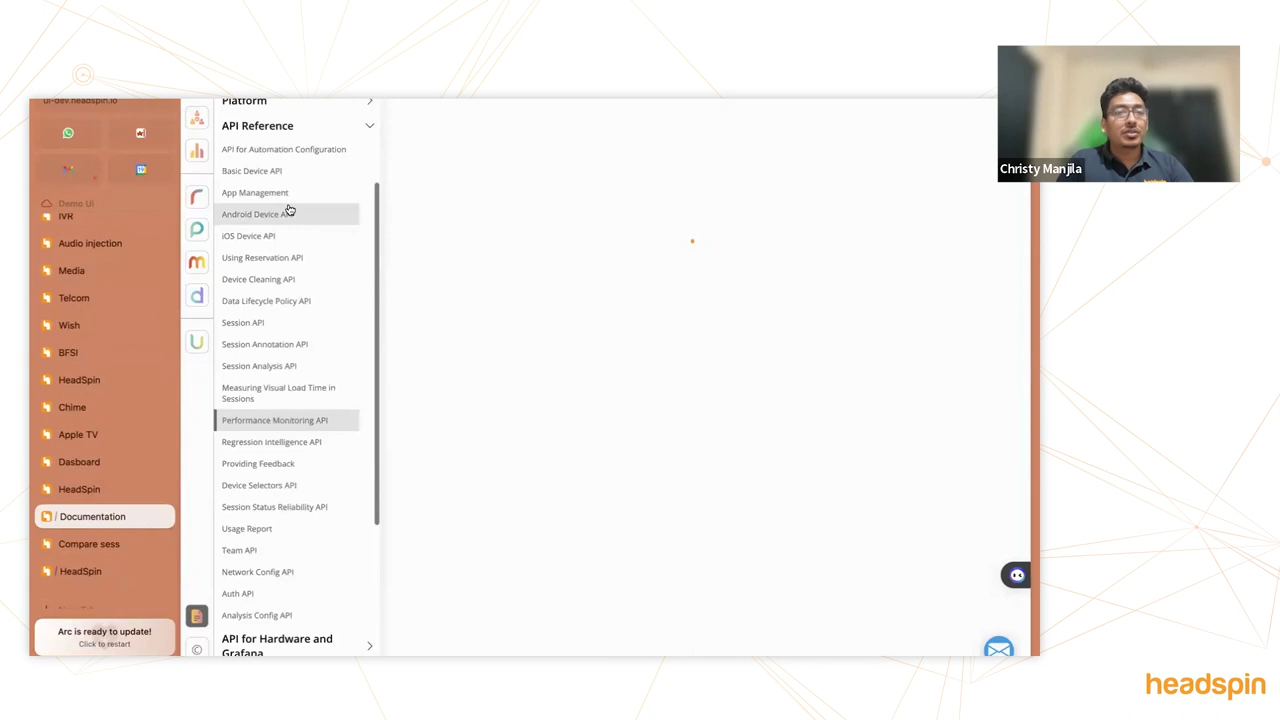 ui-dev.headspin.io
Demo UI
IVR
Audio injection
Media
Telcom
Wish
BFSI
HeadSpin
Chime
Apple TV
Dasboard
HeadSpin
/ Documentation
Compare sess
/ HeadSpin
Arc is ready to update!
Click to restart
Platform
API Reference
API for Automation Configuration
Basic Device API
App Management
Android Device A
iOS Device API
Using Reservation API
Device Cleaning API
Data Lifecycle Policy API
Session API
Session Annotation API
Session Analysis API
Measuring Visual Load Time in
Sessions
Performance Monitoring API
Regression Intelligence API
Providing Feedback
Device Selectors API
Session Status Reliability API
Usage Report
Team API
Network Config API
Auth API
Analysis Config API
API for Hardware and
Grafana
Christy Manjila
headspin